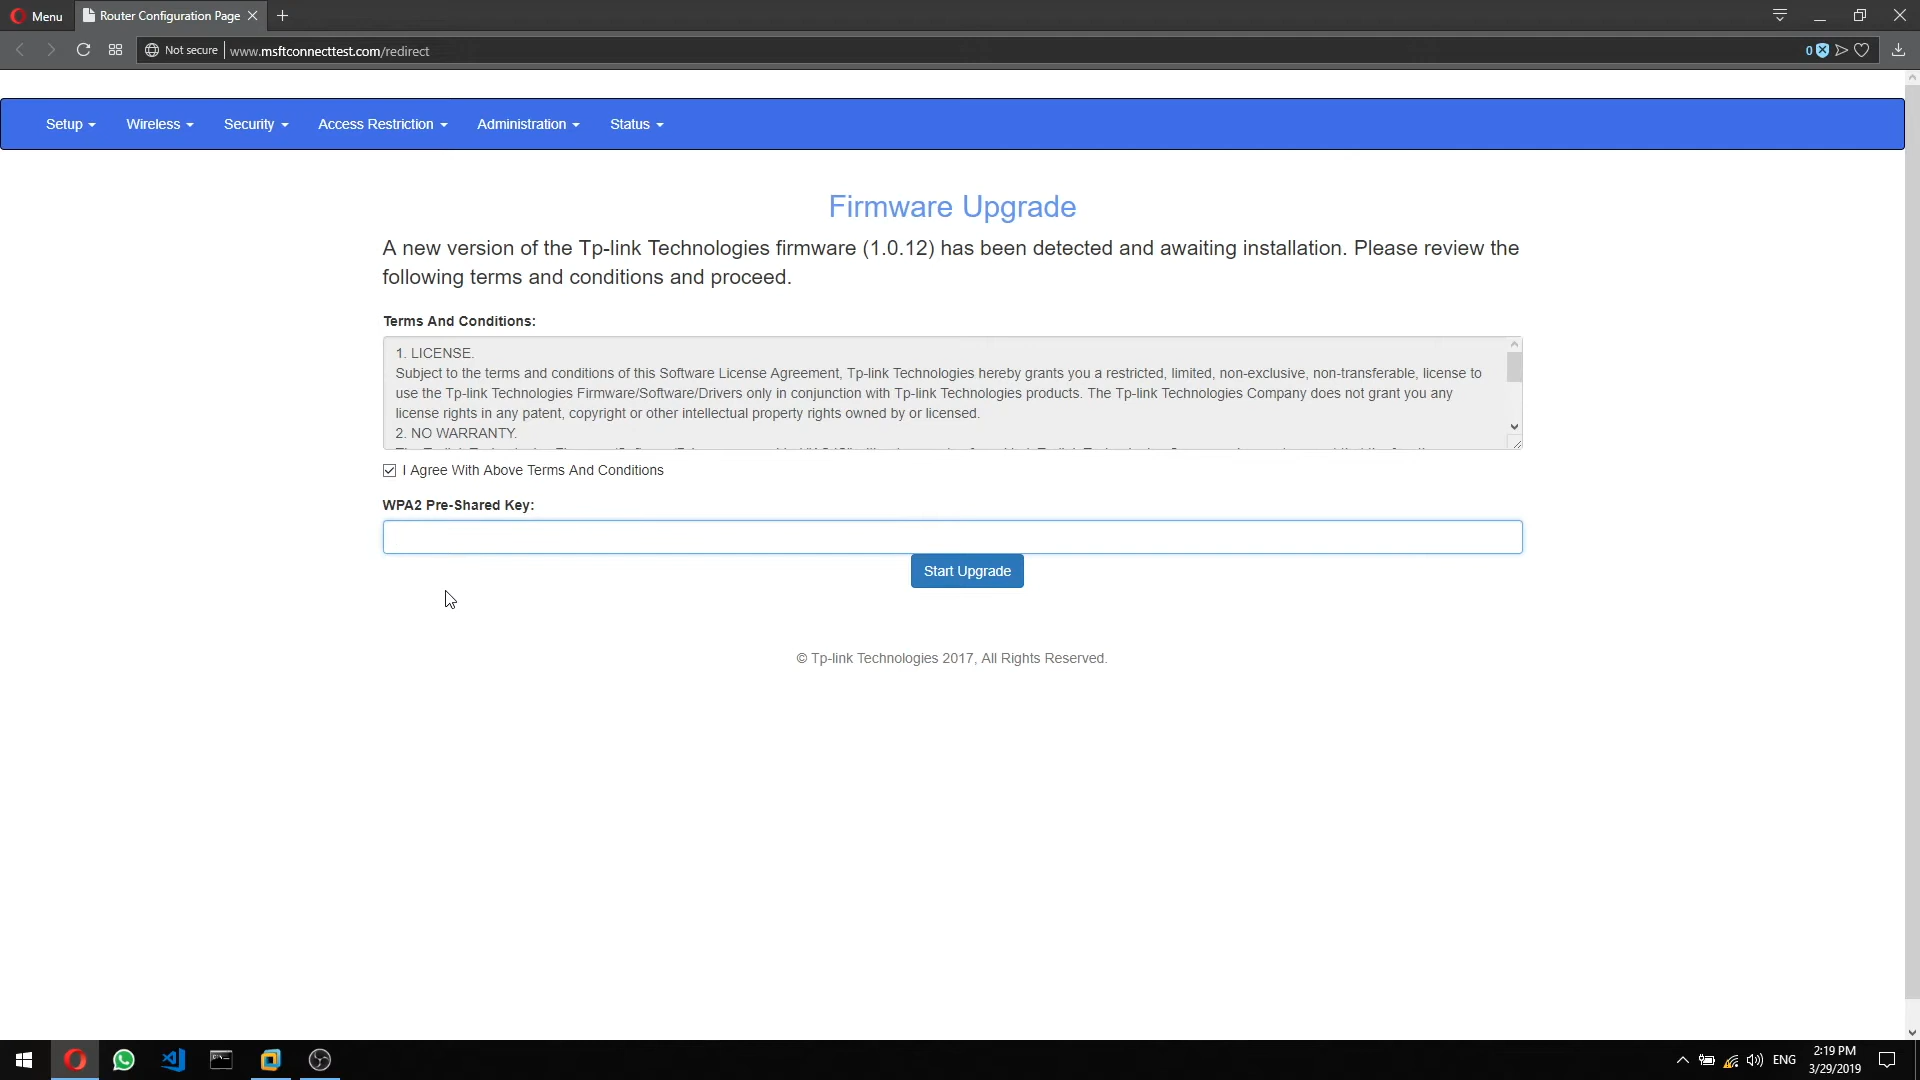 Menu
Router Configuration Page
Not secure
www.msftconnecttest.com/redirect
0
Setup
Wireless
Security
Access Restriction
Administration
Status
Firmware Upgrade
A new version of the Tp-link Technologies firmware (1.0.12) has been detected and awaiting installation. Please review the
following terms and conditions and proceed.
Terms And Conditions:
1. LICENSE.
Subject to the terms and conditions of this Software License Agreement, Tp-link Technologies hereby grants you a restricted, limited, non-exclusive, non-transferable, license to
use the Tp-link Technologies Firmware/Software/Drivers only in conjunction with Tp-link Technologies products. The Tp-link Technologies Company does not grant you any
license rights in any patent, copyright or other intellectual property rights owned by or licensed.
2. NO WARRANTY.
I Agree With Above Terms And Conditions
WPA2 Pre-Shared Key:
Start Upgrade
© Tp-link Technologies 2017, All Rights Reserved.
ENG
2:19 PM
3/29/2019